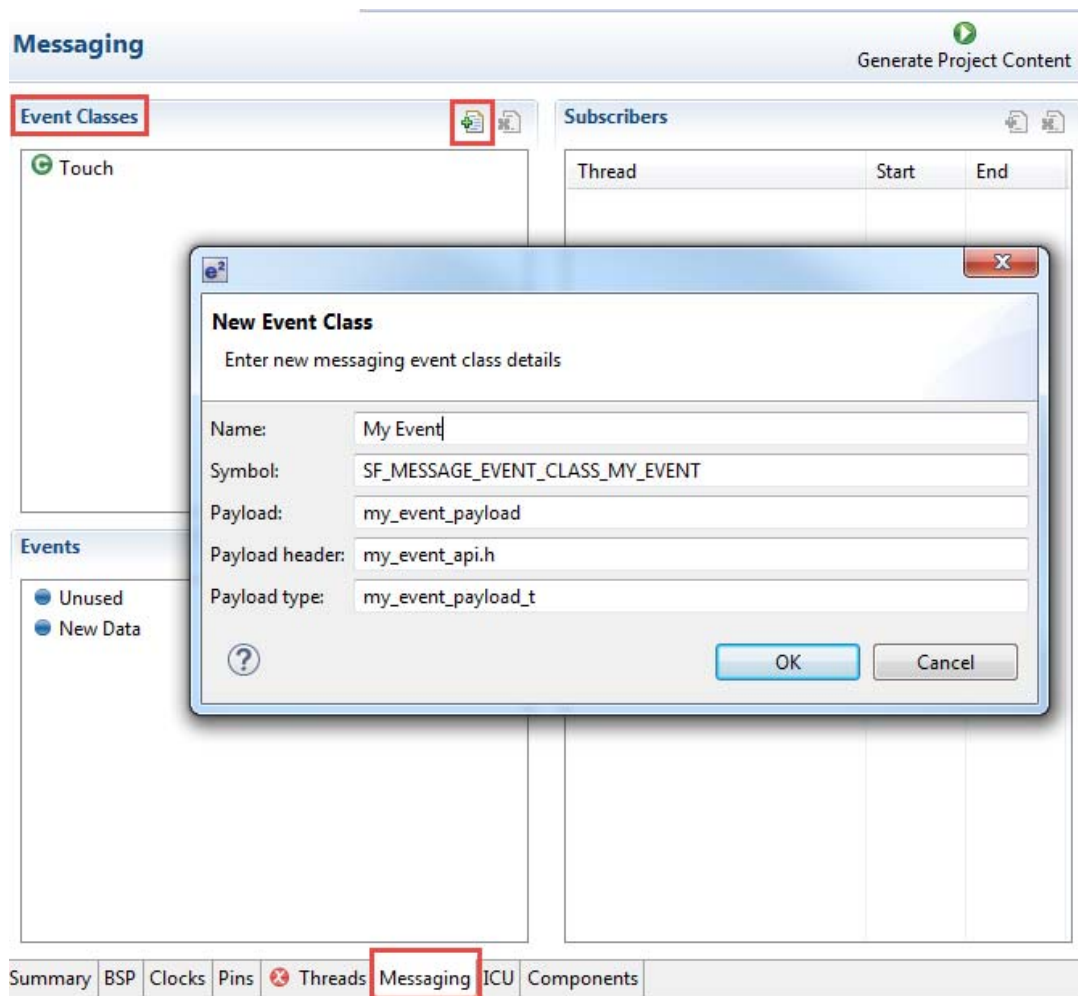 Messaging
Generate Project Content
Event Classes
Subscribers
Touch
Thread Start End
e²
X
New Event Class
Enter new messaging event class details
Name: My Event
Symbol: SF_MESSAGE_EVENT_CLASS_MY_EVENT
Payload: my_event_payload
Payload header: my_event_api.h
Payload type: my_event_payload_t
? OK Cancel
Events
Unused
New Data
Summary BSP Clocks Pins Threads Messaging ICU Components